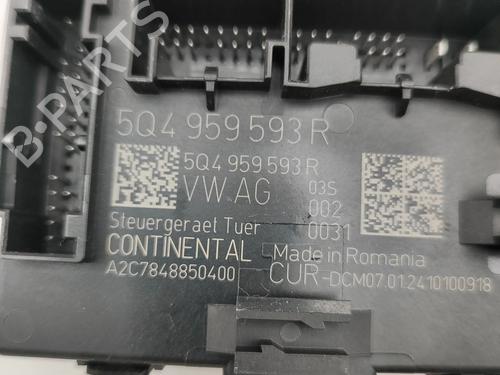 B-PARTS
5Q4 959 593 R
5Q4 959 593 R
VW.AG 03S
002
Steuergeraet Tuer 0031
CONTINENTAL Made in Romania
A2C7848850400 CUR-DCM07.01.2410100918